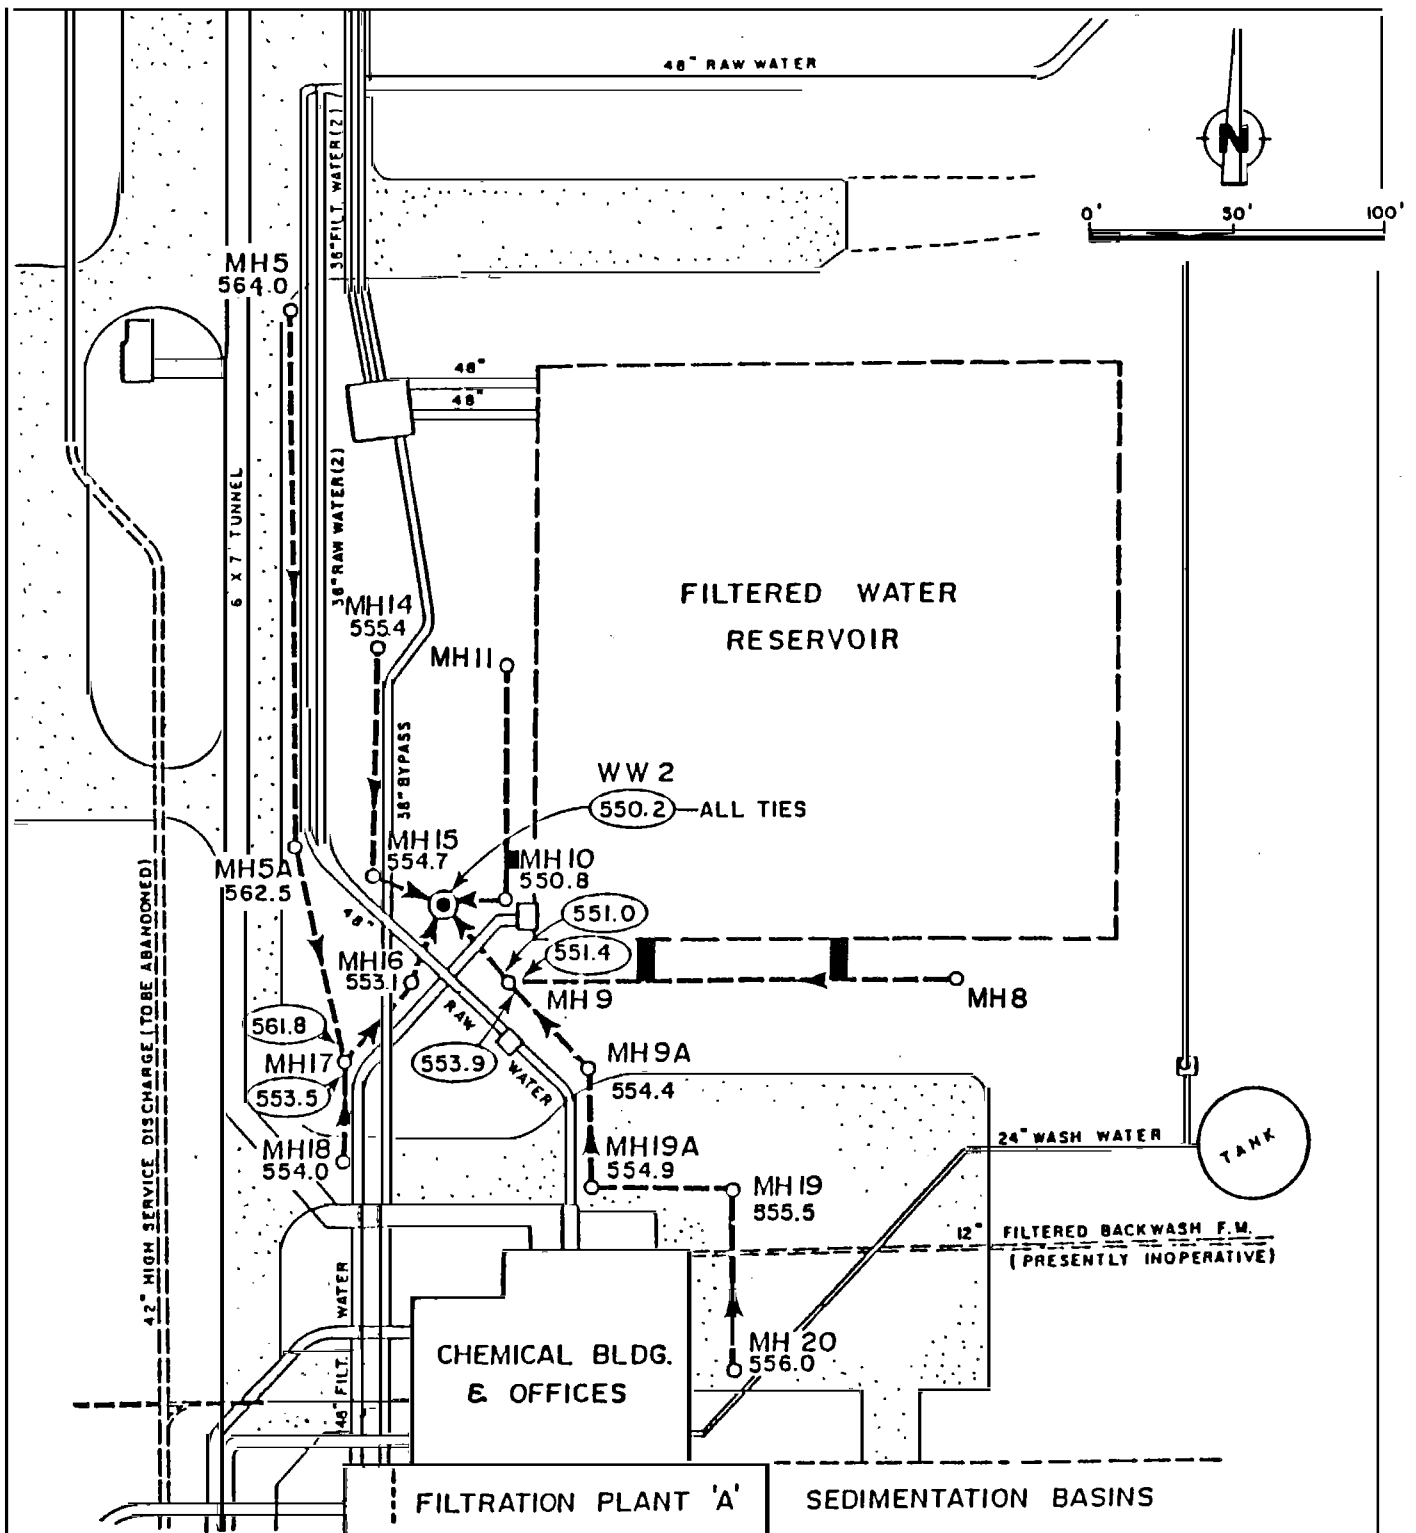 48" RAW WATER
N
0' 50' 100'
36" FILT. WATER(2)
MH5
564.0
48"
48"
6' X 7' TUNNEL
36" RAW WATER(2)
FILTERED WATER
RESERVOIR
MH14
555.4
MH11
36" BYPASS
WW2
550.2 ALL TIES
MH15
554.7
MH10
550.8
MH5A
562.5
48"
RAW
WATER
551.0
551.4
MH16
553.1
MH9
MH8
561.8
MH17
553.5
553.9
MH9A
554.4
42" HIGH SERVICE DISCHARGE (TO BE ABANDONED)
MH18
554.0
MH19A
554.9
MH19
555.5
24" WASH WATER
TANK
12" FILTERED BACKWASH F.M.
(PRESENTLY INOPERATIVE)
48" FILT. WATER
CHEMICAL BLDG.
& OFFICES
MH 20
556.0
FILTRATION PLANT 'A'
SEDIMENTATION BASINS